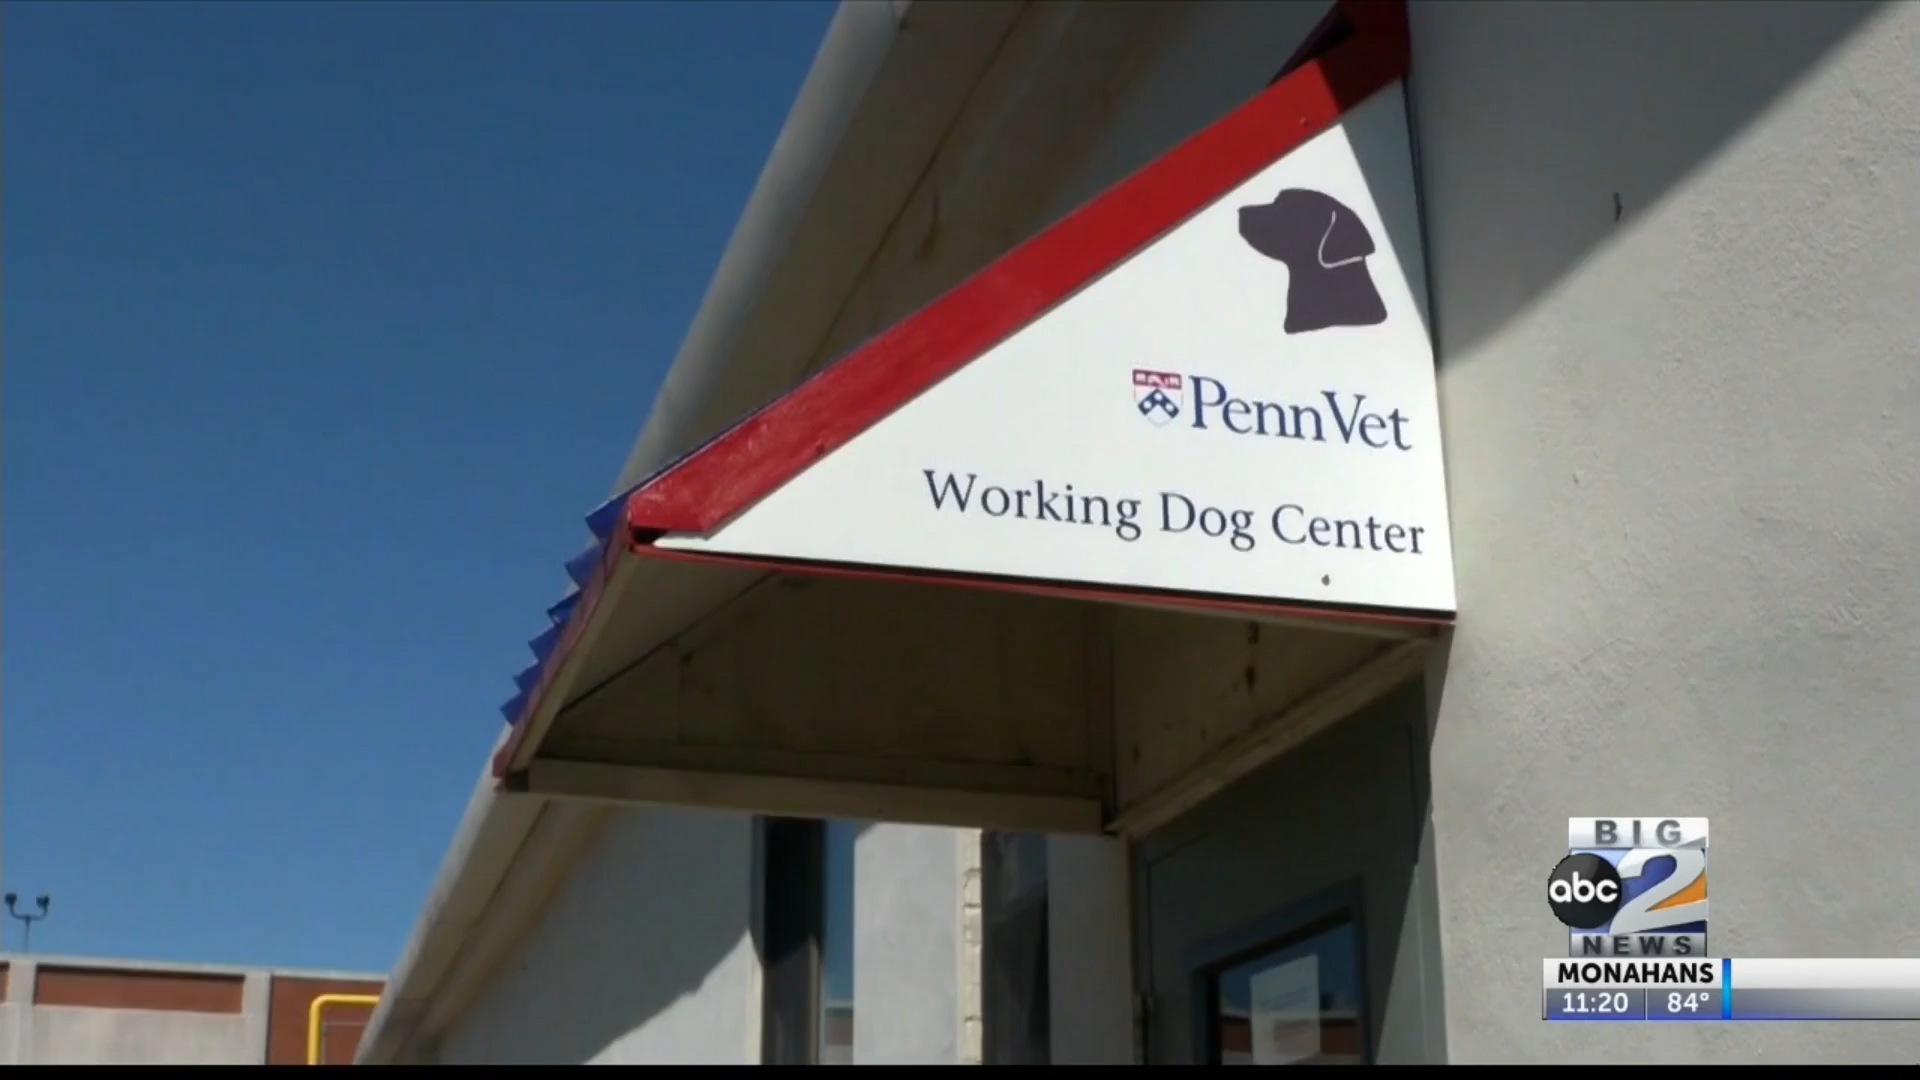 PennVet
Working Dog Center
BIG
abc 2
NEWS
MONAHANS
11:20 84°